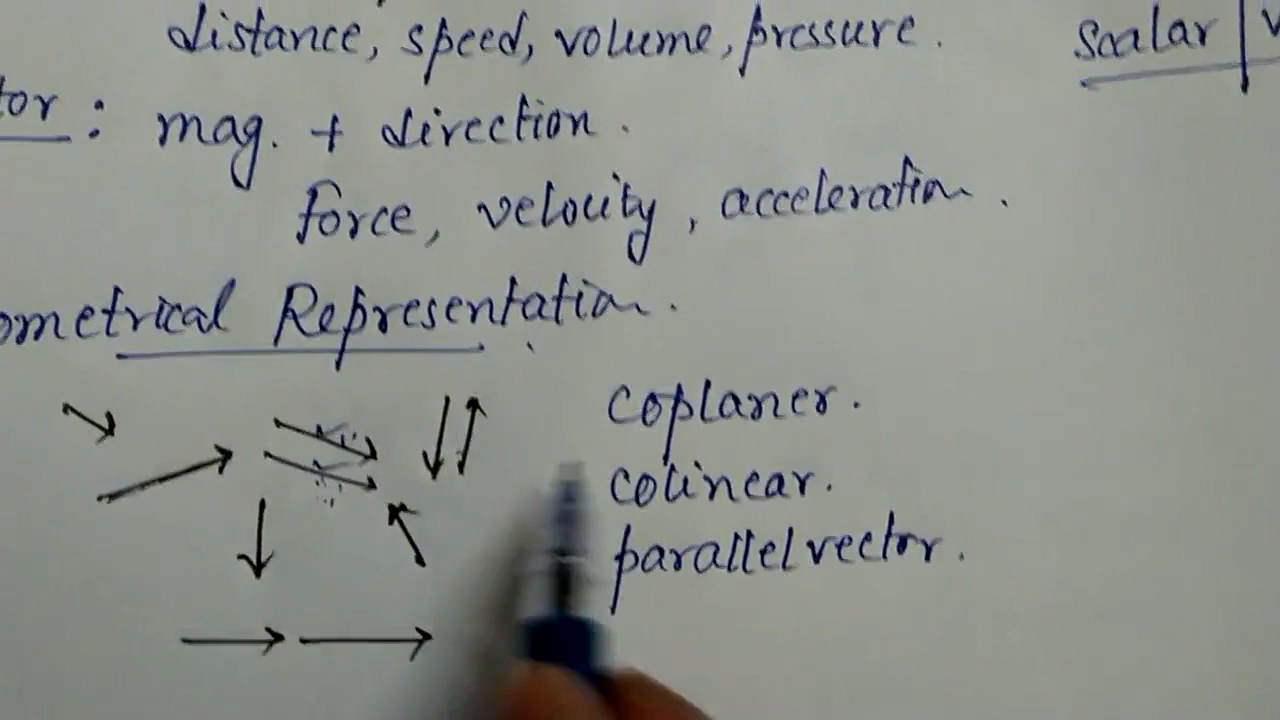 distance, speed, volume, pressure.
Scalar | V
tor : mag. + direction.
force, velocity, acceleration.
ometrical Representation.
coplaner.
colinear.
parallel vector.